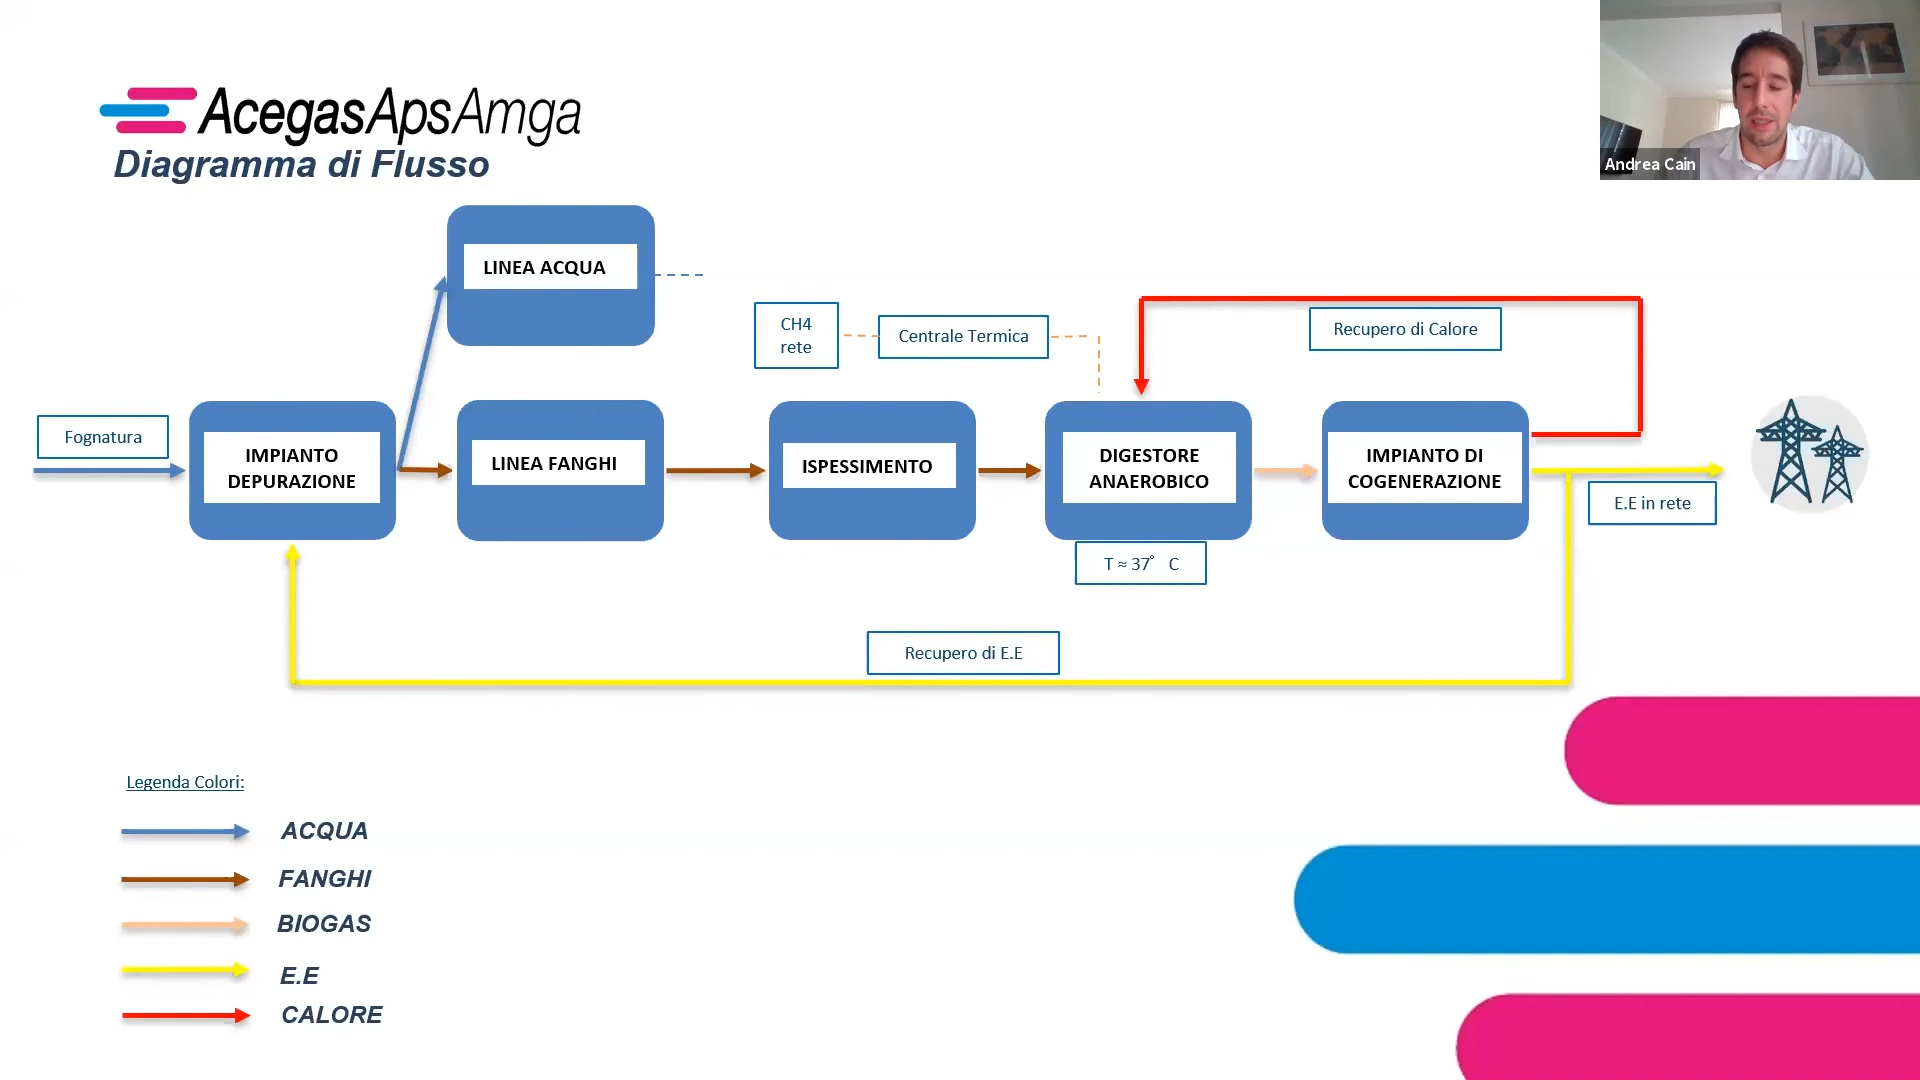 AcegasApsAmga
Diagramma di Flusso
Andrea Cain
LINEA ACQUA
CH4
rete
Centrale Termica
Recupero di Calore
Fognatura
IMPIANTO
DEPURAZIONE
LINEA FANGHI
ISPESSIMENTO
DIGESTORE
ANAEROBICO
IMPIANTO DI
COGENERAZIONE
E.E in rete
T ≈ 37° C
Recupero di E.E
Legenda Colori:
ACQUA
FANGHI
BIOGAS
E.E
CALORE